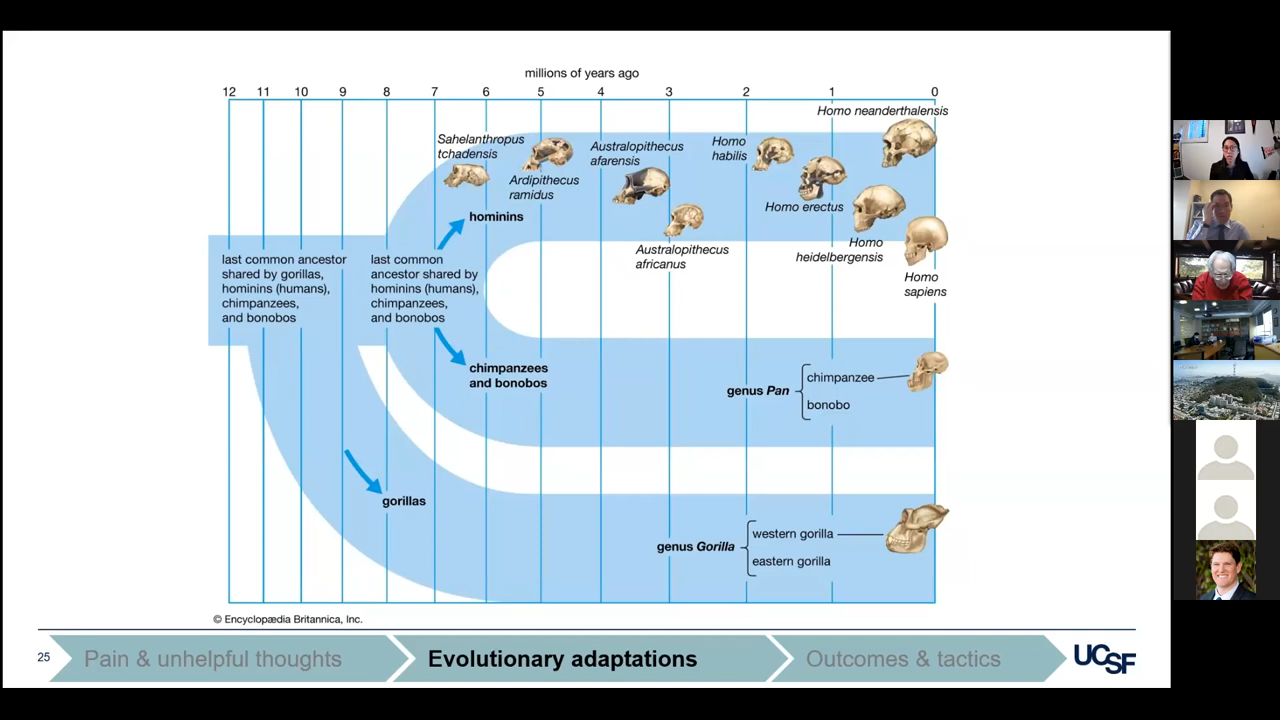 millions of years ago
12 11 10 9 8 7 6 5 4 3 2 1 0
Homo neanderthalensis
Sahelanthropus
tchadensis
Ardipithecus
ramidus
Australopithecus
afarensis
Australopithecus
africanus
Homo
habilis
Homo erectus
Homo
heidelbergensis
Homo
sapiens
hominins
last common ancestor
shared by gorillas,
hominins (humans),
chimpanzees,
and bonobos
last common
ancestor shared by
hominins (humans),
chimpanzees,
and bonobos
chimpanzees
and bonobos
genus Pan
chimpanzee
bonobo
gorillas
genus Gorilla
western gorilla
eastern gorilla
© Encyclopædia Britannica, Inc.
25
Pain & unhelpful thoughts
Evolutionary adaptations
Outcomes & tactics
UCSF